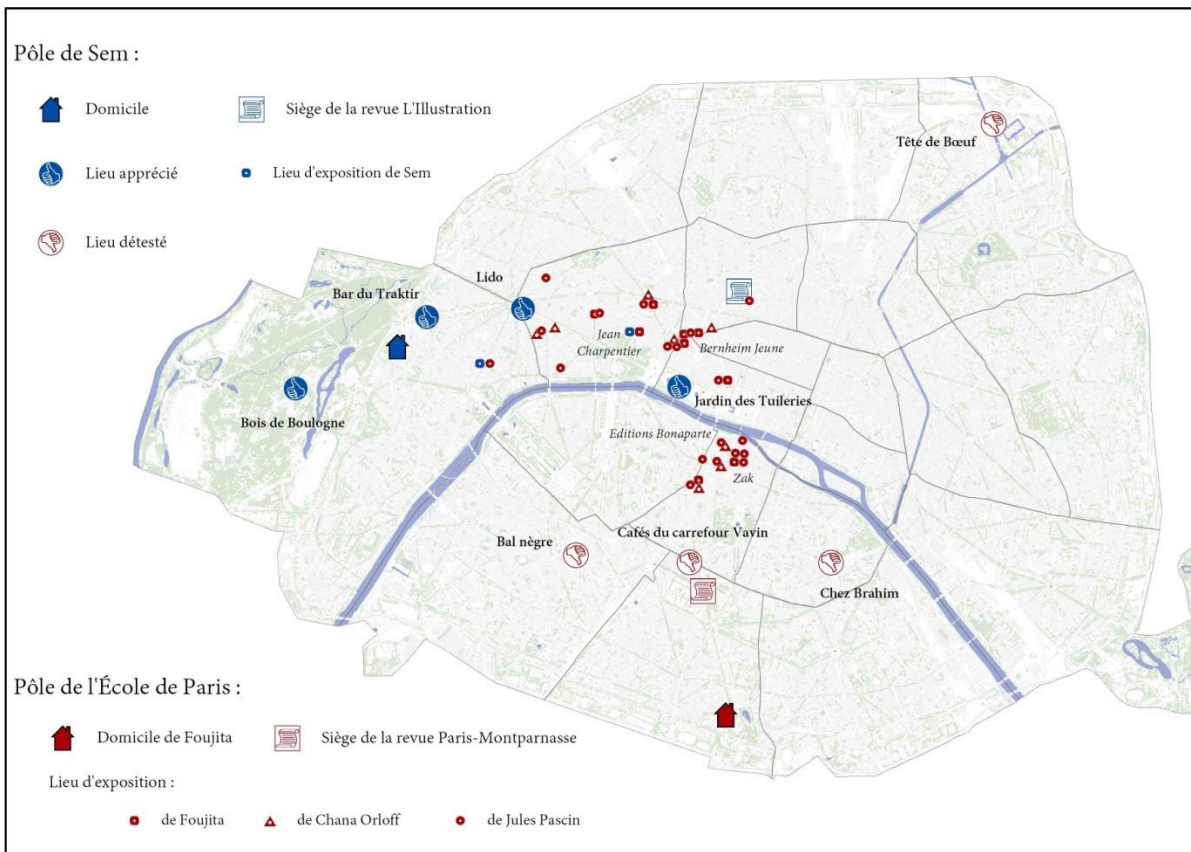 Pôle de Sem :
Domicile
Siège de la revue L'Illustration
Lieu apprécié
Lieu d'exposition de Sem
Lieu détesté
Tête de Bœuf
Lido
Bar du Traktir
Jean
Charpentier
Bernheim Jeune
Bois de Boulogne
Jardin des Tuileries
Editions Bonaparte
Zak
Bal nègre
Cafés du carrefour Vavin
Chez Brahim
Pôle de l'École de Paris :
Domicile de Foujita
Siège de la revue Paris-Montparnasse
Lieu d'exposition :
de Foujita
de Chana Orloff
de Jules Pascin